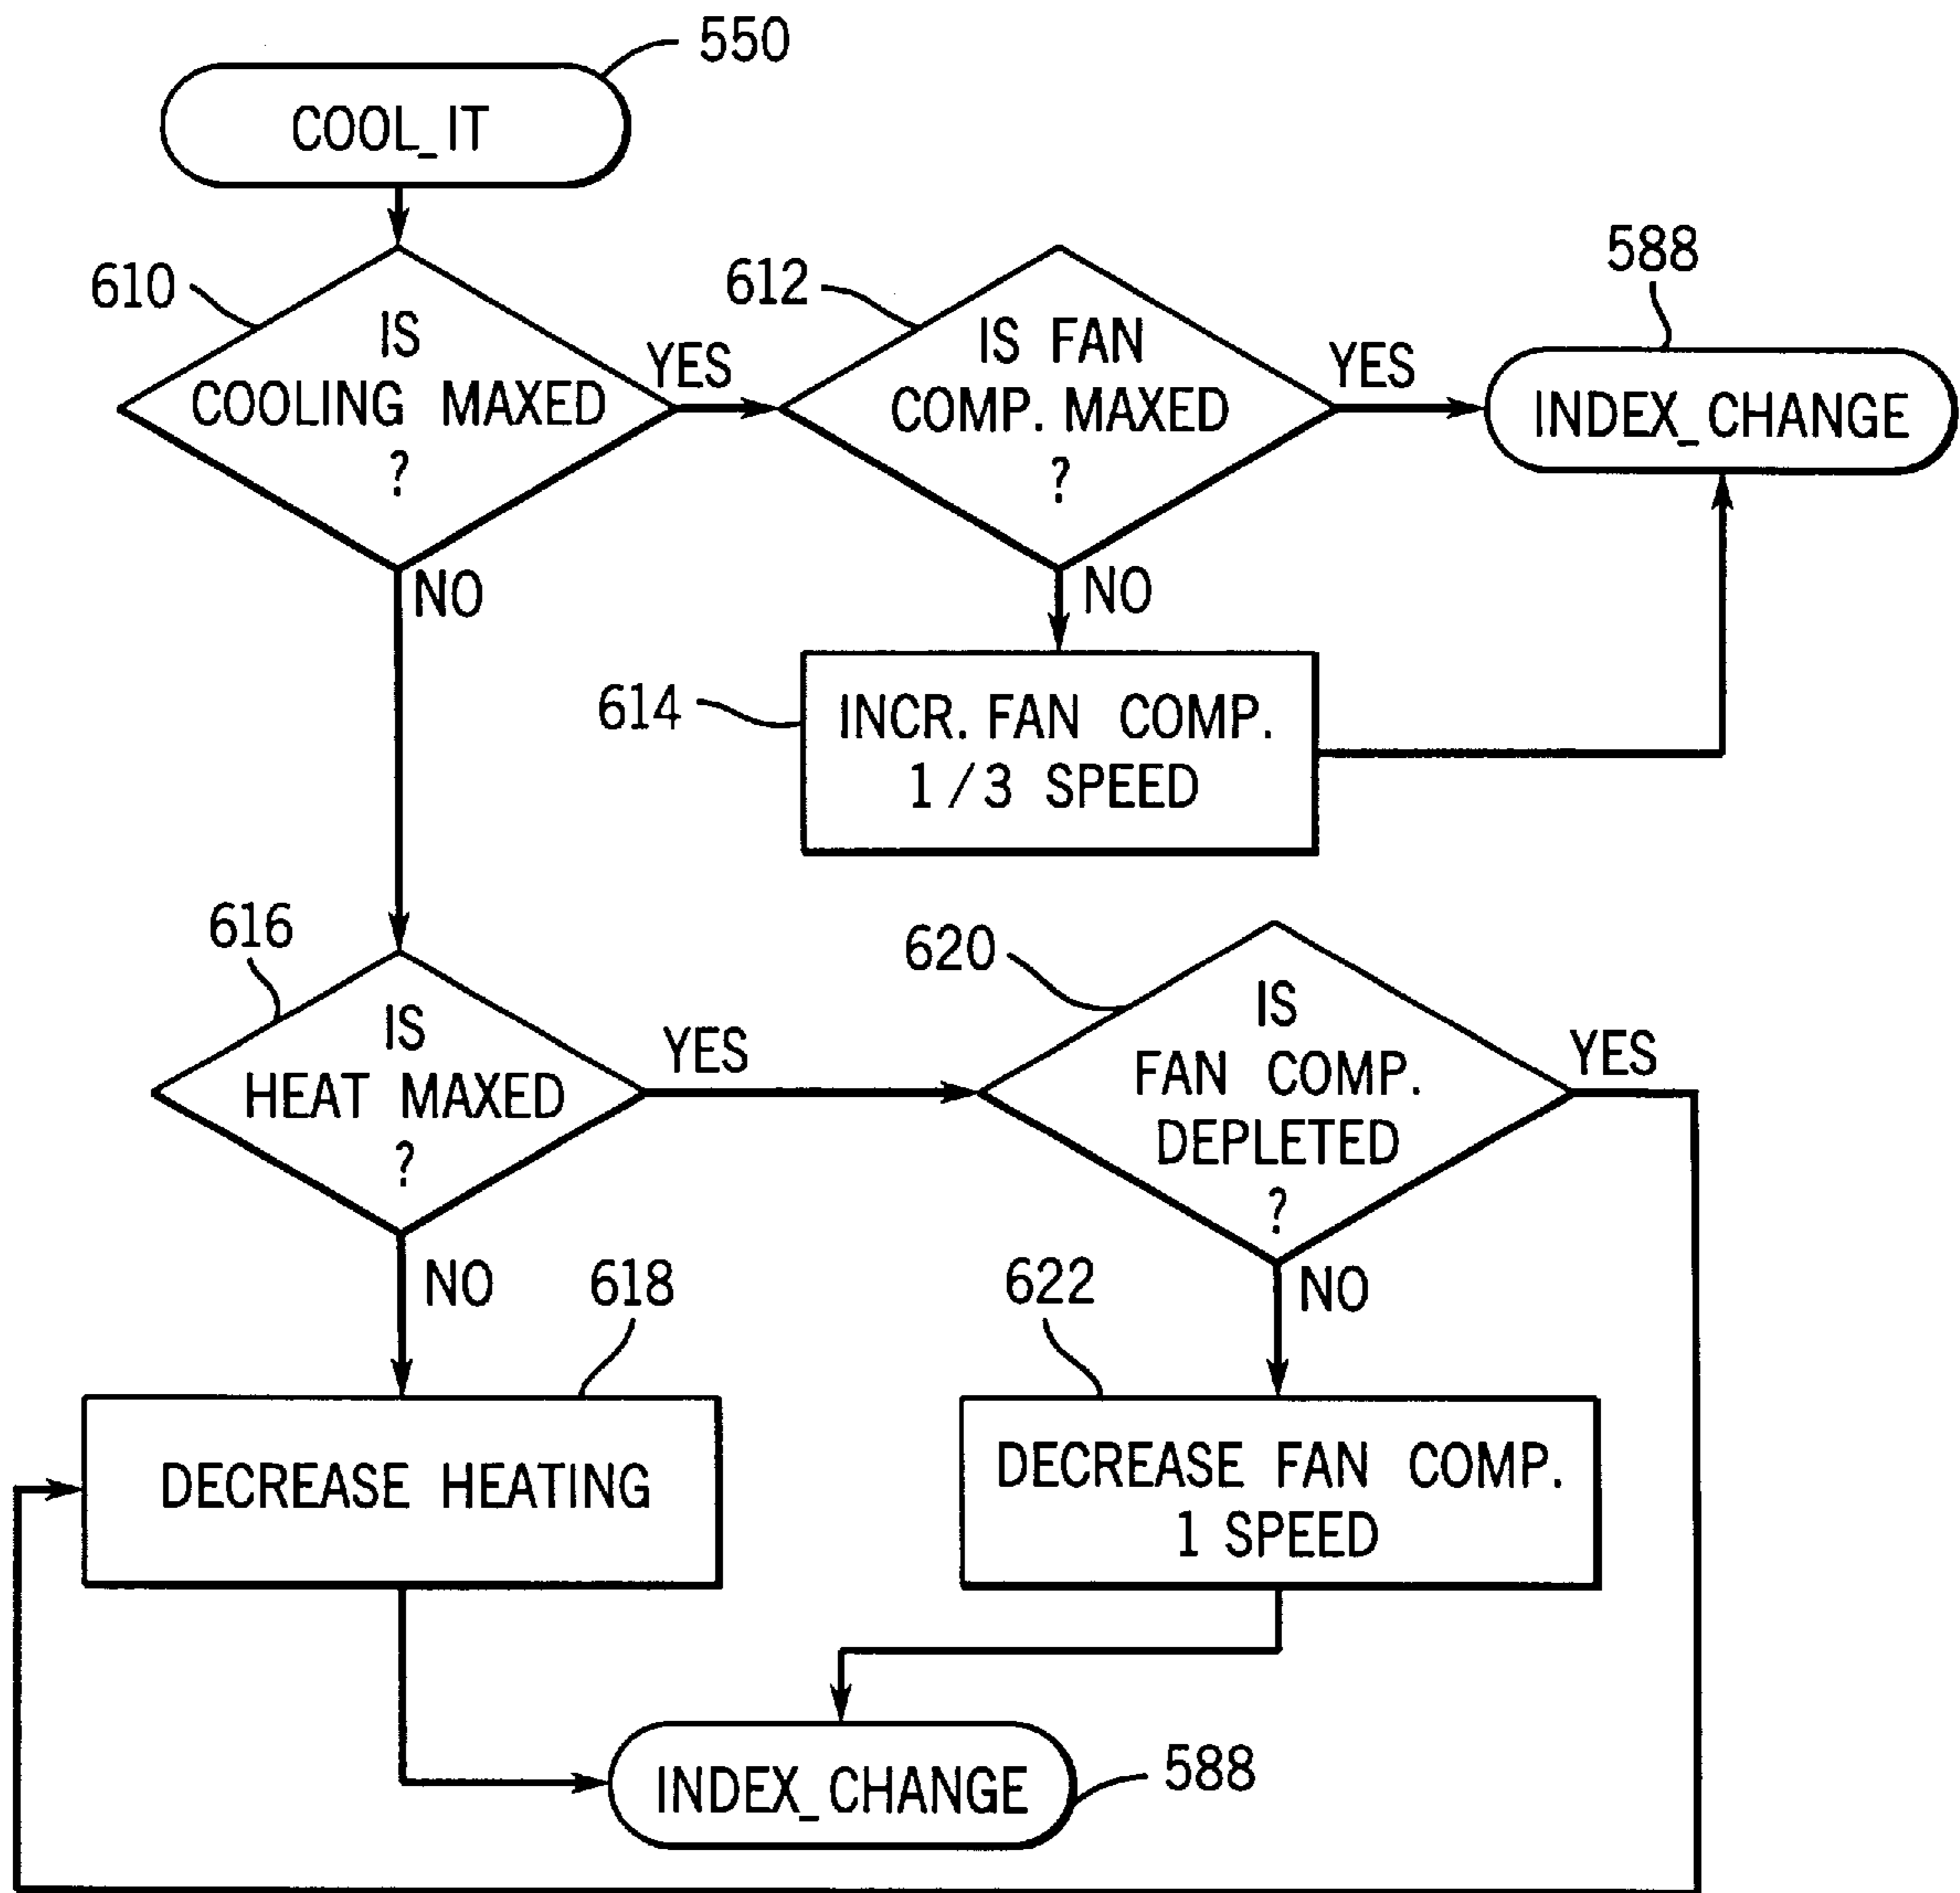 550
COOL_IT
610
IS
COOLING MAXED
?
YES
NO
612
IS FAN
COMP. MAXED
?
YES
NO
588
INDEX_CHANGE
614
INCR. FAN COMP.
1/3 SPEED
616
IS
HEAT MAXED
?
YES
NO
620
IS
FAN COMP.
DEPLETED
?
YES
NO
618
DECREASE HEATING
622
DECREASE FAN COMP.
1 SPEED
INDEX_CHANGE
588